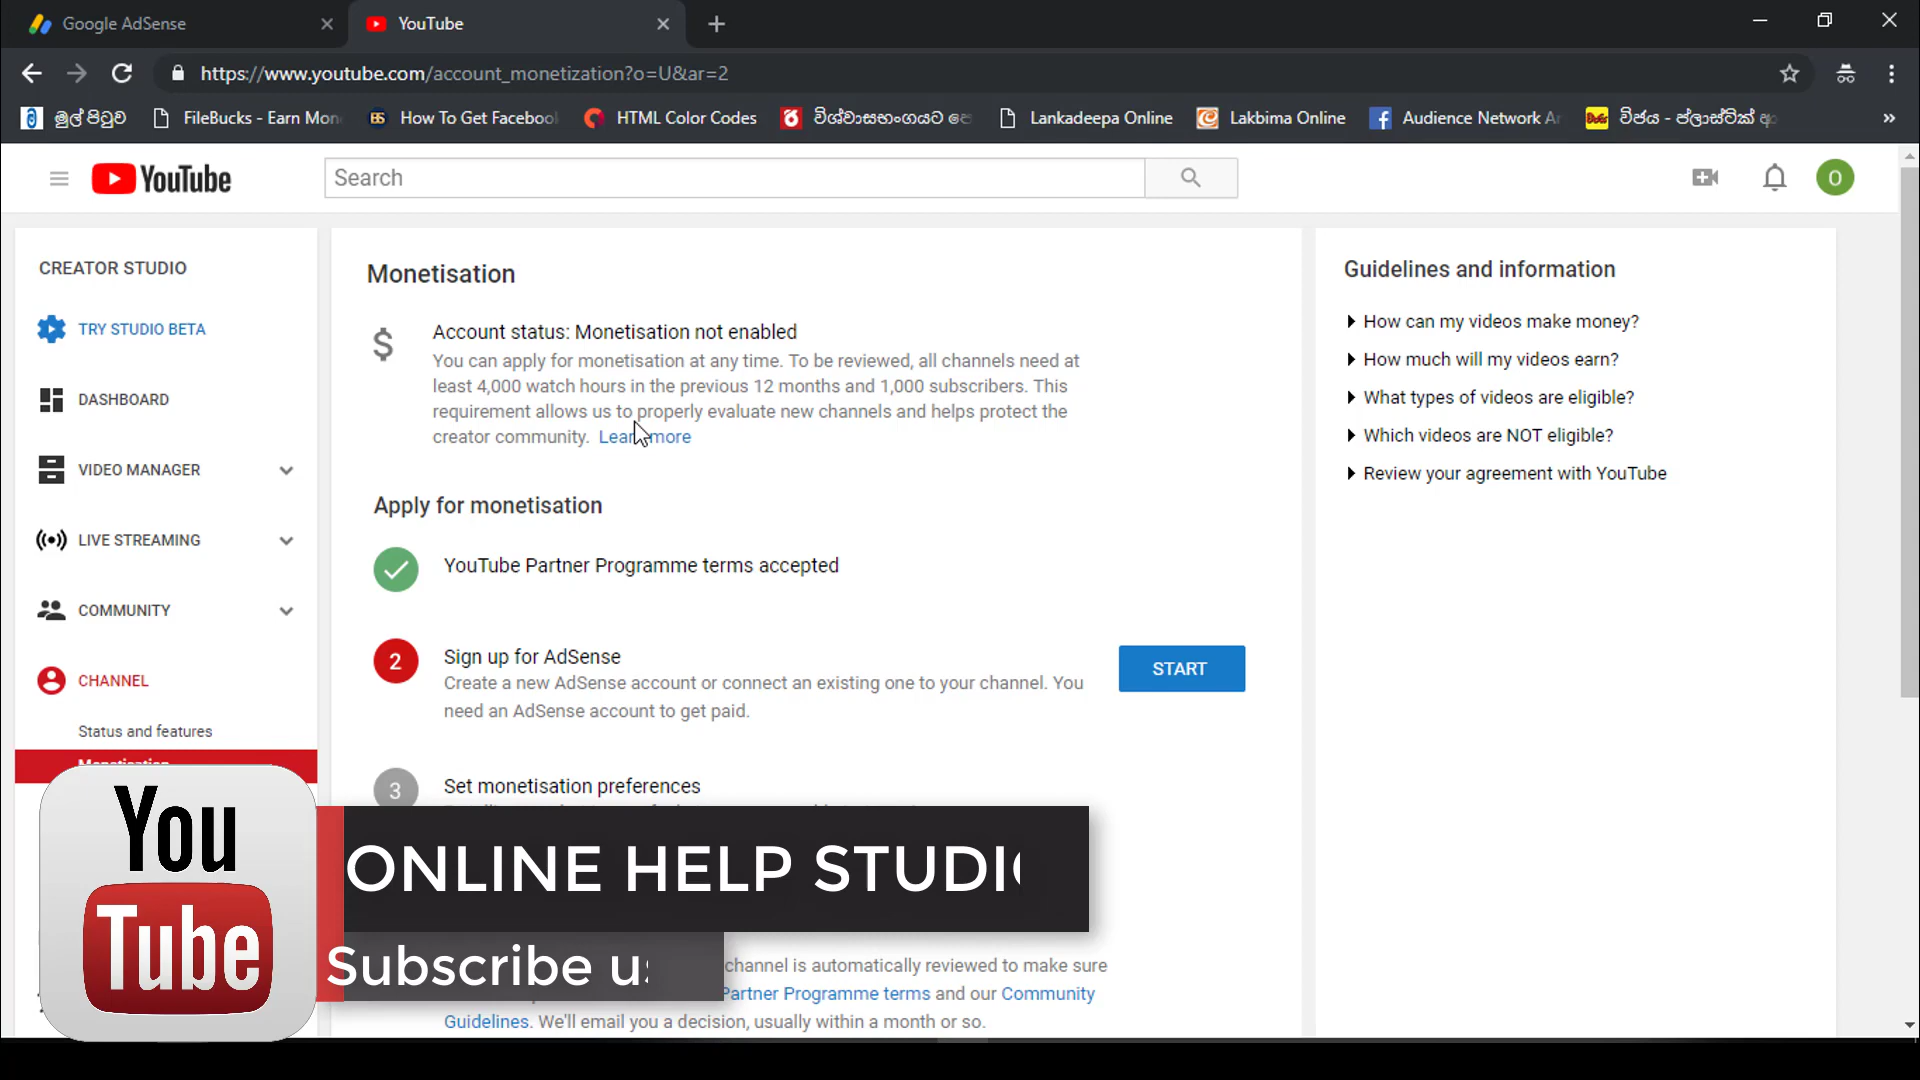 Google AdSense
YouTube
https://www.youtube.com/account_monetization?o=U&ar=2
මුල් පිටුව
FileBucks - Earn Mon
How To Get Facebool
HTML Color Codes
විශ්වාසභංගයට
Lankadeepa Online
Lakbima Online
Audience Network A
විජය - ප්ලාස්ටික්
»
YouTube
Search
O
CREATOR STUDIO
TRY STUDIO BETA
DASHBOARD
VIDEO MANAGER
LIVE STREAMING
COMMUNITY
CHANNEL
Status and features
Monetisation
Monetisation
$
Account status: Monetisation not enabled
You can apply for monetisation at any time. To be reviewed, all channels need at
least 4,000 watch hours in the previous 12 months and 1,000 subscribers. This
requirement allows us to properly evaluate new channels and helps protect the
creator community. Learn more
Apply for monetisation
YouTube Partner Programme terms accepted
2
Sign up for AdSense
Create a new AdSense account or connect an existing one to your channel. You
need an AdSense account to get paid.
START
3
Set monetisation preferences
channel is automatically reviewed to make sure
Partner Programme terms and our Community
Guidelines. We'll email you a decision, usually within a month or so.
Guidelines and information
How can my videos make money?
How much will my videos earn?
What types of videos are eligible?
Which videos are NOT eligible?
Review your agreement with YouTube
You
Tube
ONLINE HELP STUDIO
Subscribe us